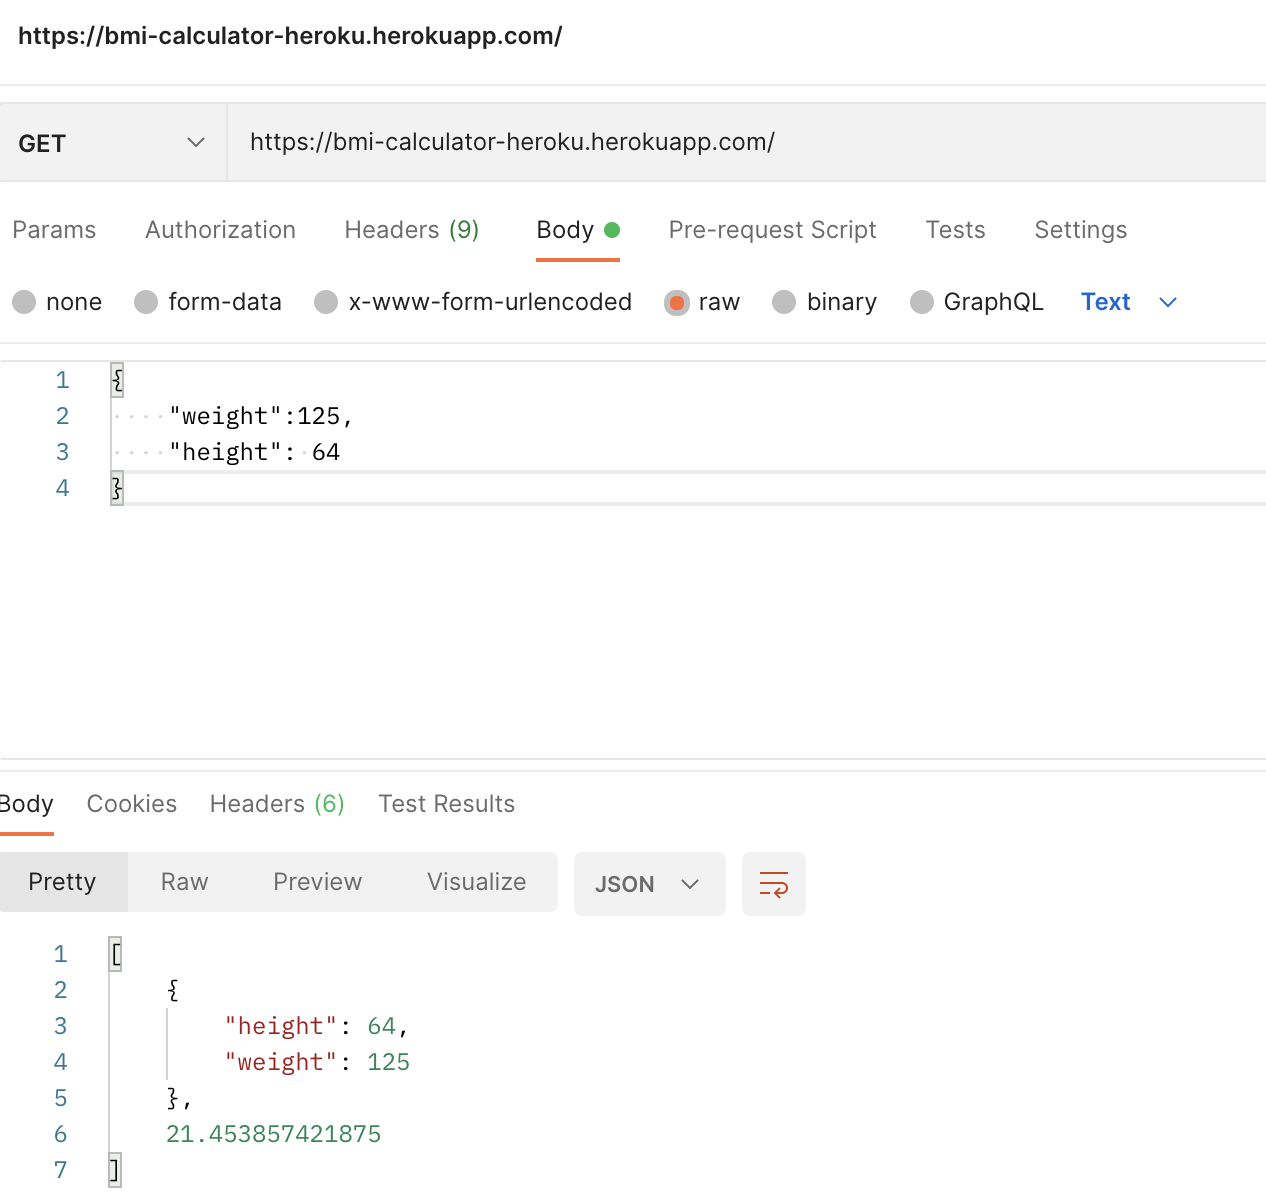 https://bmi-calculator-heroku.herokuapp.com/
GET https://bmi-calculator-heroku.herokuapp.com/
Params Authorization Headers (9) Body Pre-request Script Tests Settings
none form-data x-www-form-urlencoded raw binary GraphQL Text
1 {
2 "weight":125,
3 "height": 64
4 }
Body Cookies Headers (6) Test Results
Pretty Raw Preview Visualize JSON
1 [
2 {
3 "height": 64,
4 "weight": 125
5 },
6 21.453857421875
7 ]